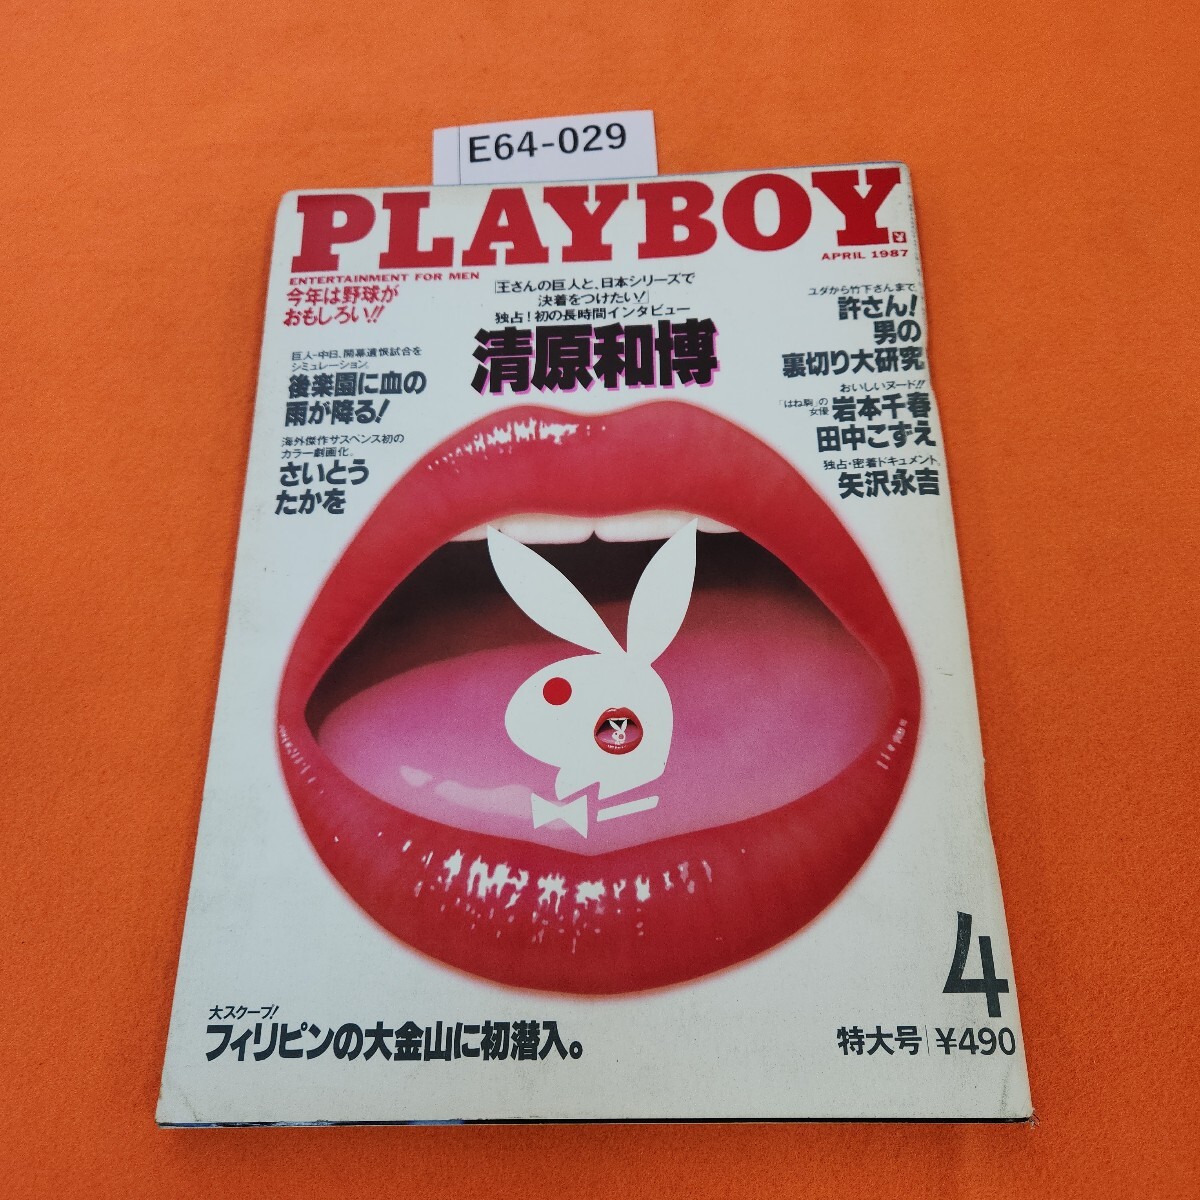 E64-029
PLAYBOY
ENTERTAINMENT FOR MEN
APRIL 1987
今年は野球が
おもしろい!!
巨人-中日、開幕遺恨試合を
シミュレーション。
後楽園に血の
雨が降る!
海外傑作サスペンス初の
カラー劇画化。
さいとう
たかを
「王さんの巨人と、日本シリーズで
決着をつけたい!」
独占!初の長時間インタビュー
清原和博
ユダから竹下さんまで。
許さん!
男の
裏切り大研究
おいしいヌード!!
「はね駒」の
女優
岩本千春
田中こずえ
独占・密着ドキュメント。
矢沢永吉
大スクープ!
フィリピンの大金山に初潜入。
4
特大号 ¥490